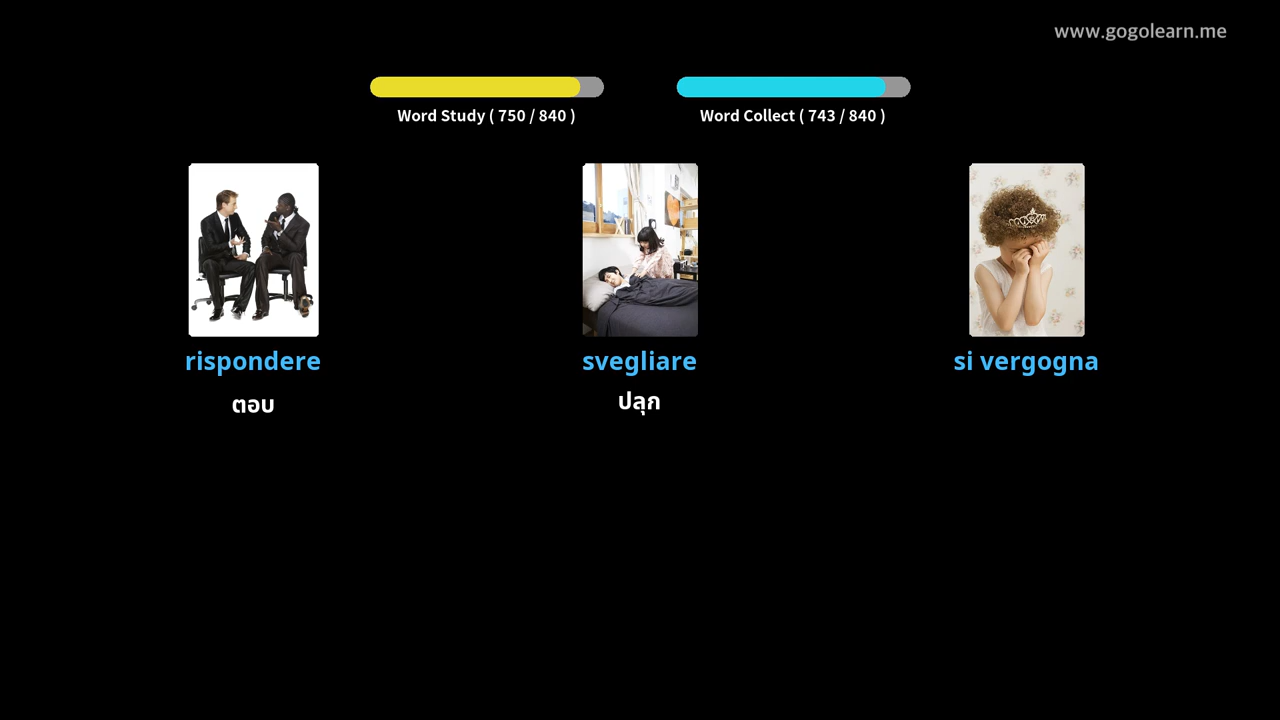 www.gogolearn.me
Word Study ( 750 / 840 )
Word Collect ( 743 / 840 )
rispondere
svegliare
si vergogna
ตอบ
ปลุก